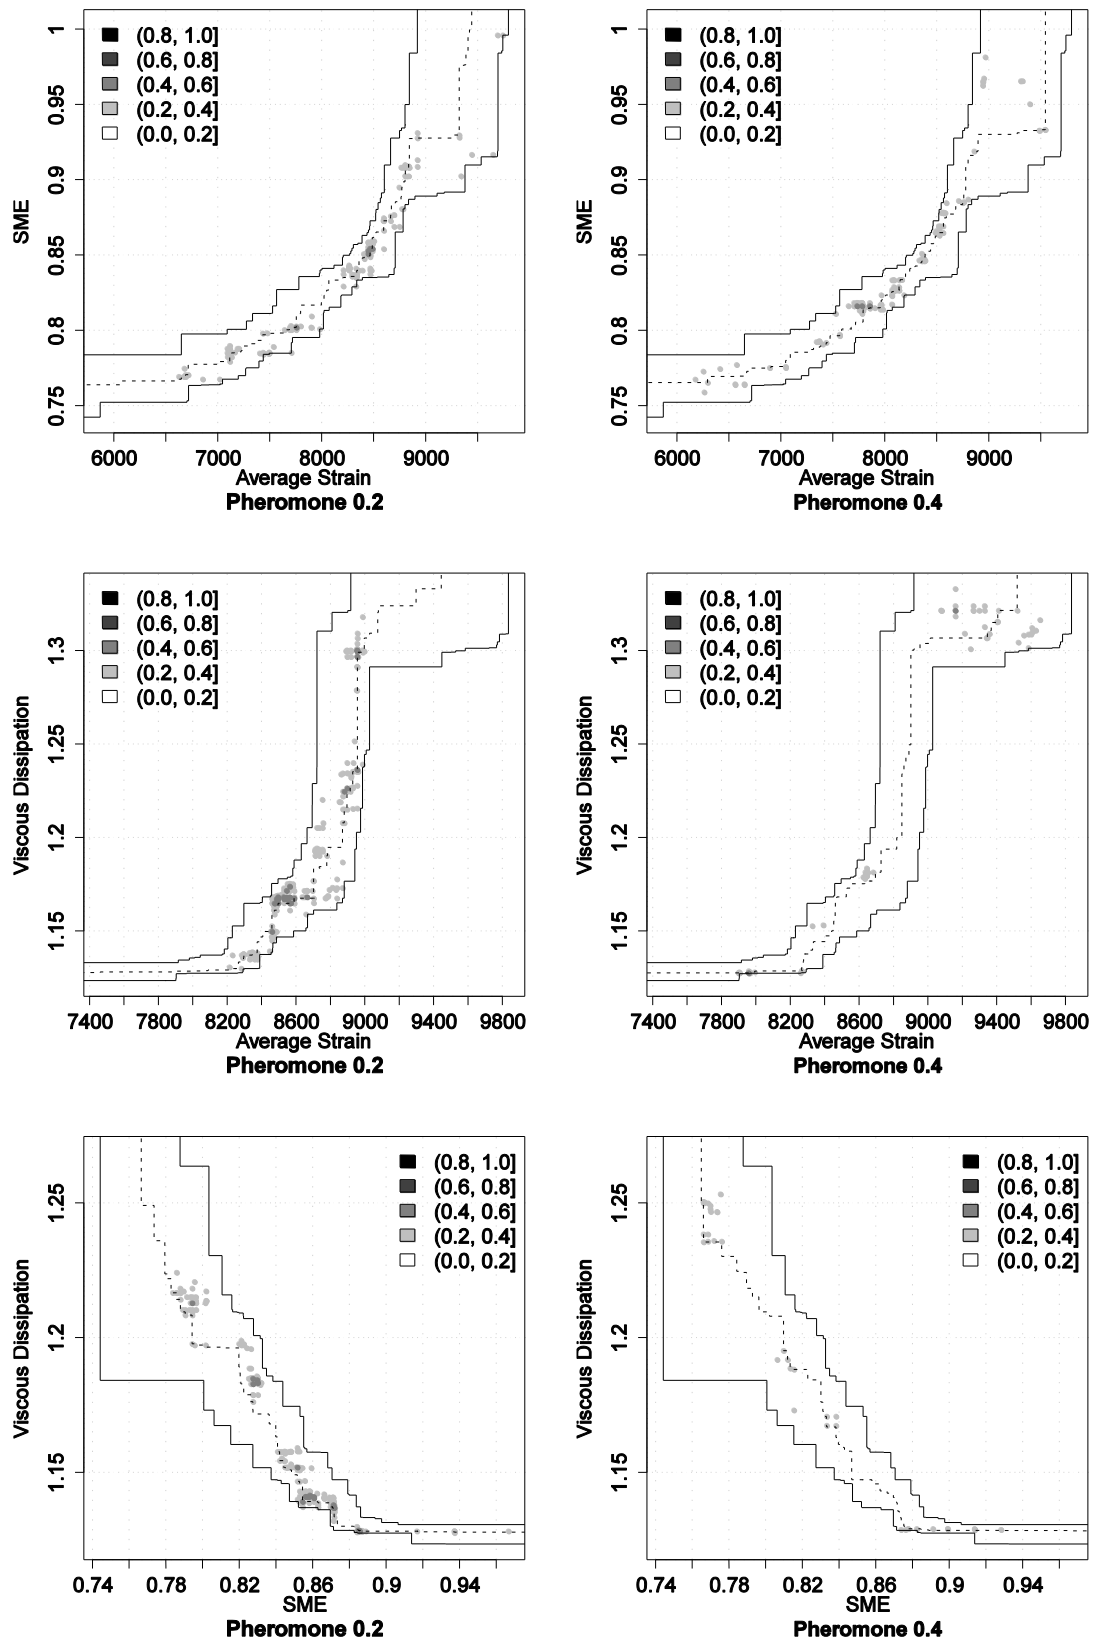 (0.8, 1.0]
(0.6, 0.8]
(0.4, 0.6]
(0.2, 0.4]
(0.0, 0.2]
1
0.95
0.9
0.85
0.8
0.75
SME
6000 7000 8000 9000
Average Strain
Pheromone 0.2
(0.8, 1.0]
(0.6, 0.8]
(0.4, 0.6]
(0.2, 0.4]
(0.0, 0.2]
1
0.95
0.9
0.85
0.8
0.75
SME
6000 7000 8000 9000
Average Strain
Pheromone 0.4
(0.8, 1.0]
(0.6, 0.8]
(0.4, 0.6]
(0.2, 0.4]
(0.0, 0.2]
1.3
1.25
1.2
1.15
Viscous Dissipation
7400 7800 8200 8600 9000 9400 9800
Average Strain
Pheromone 0.2
(0.8, 1.0]
(0.6, 0.8]
(0.4, 0.6]
(0.2, 0.4]
(0.0, 0.2]
1.3
1.25
1.2
1.15
Viscous Dissipation
7400 7800 8200 8600 9000 9400 9800
Average Strain
Pheromone 0.4
(0.8, 1.0]
(0.6, 0.8]
(0.4, 0.6]
(0.2, 0.4]
(0.0, 0.2]
1.25
1.2
1.15
Viscous Dissipation
0.74 0.78 0.82 0.86 0.9 0.94
SME
Pheromone 0.2
(0.8, 1.0]
(0.6, 0.8]
(0.4, 0.6]
(0.2, 0.4]
(0.0, 0.2]
1.25
1.2
1.15
Viscous Dissipation
0.74 0.78 0.82 0.86 0.9 0.94
SME
Pheromone 0.4